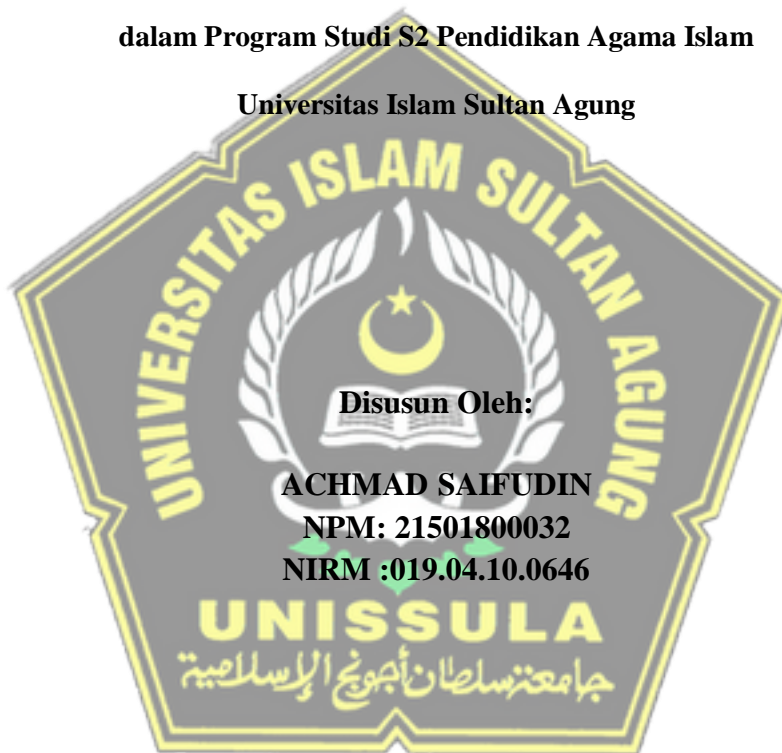 dalam Program Studi S2 Pendidikan Agama Islam
Universitas Islam Sultan Agung
UNIVERSITAS ISLAM SULTAN AGUNG
Disusun Oleh:
ACHMAD SAIFUDIN
NPM: 21501800032
NIRM :019.04.10.0646
UNISSULA
جامعة سلطان أجونج الإسلامية